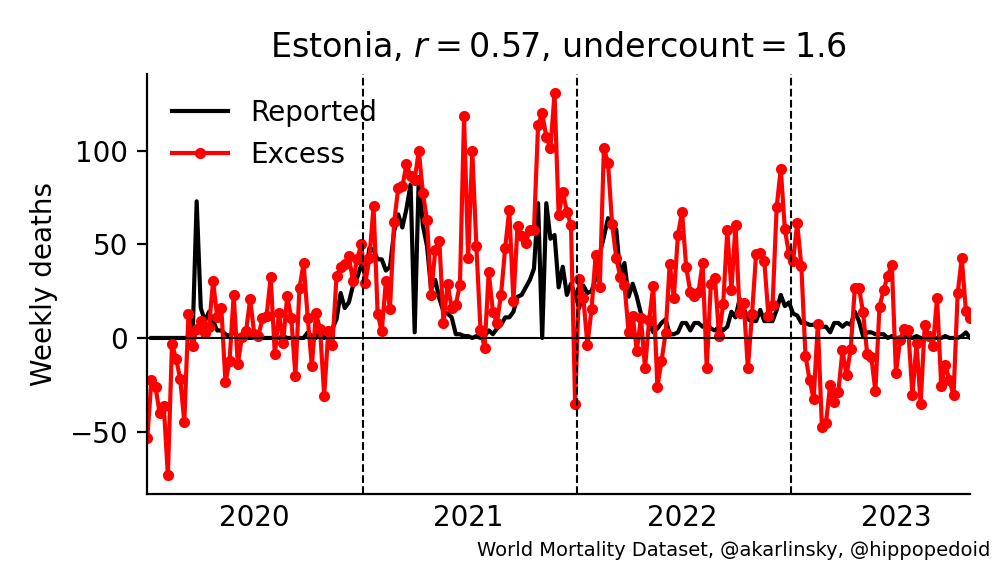 Estonia, r = 0.57, undercount = 1.6
Reported
Excess
Weekly deaths
100
50
0
−50
2020 2021 2022 2023
World Mortality Dataset, @akarlinsky, @hippopedoid